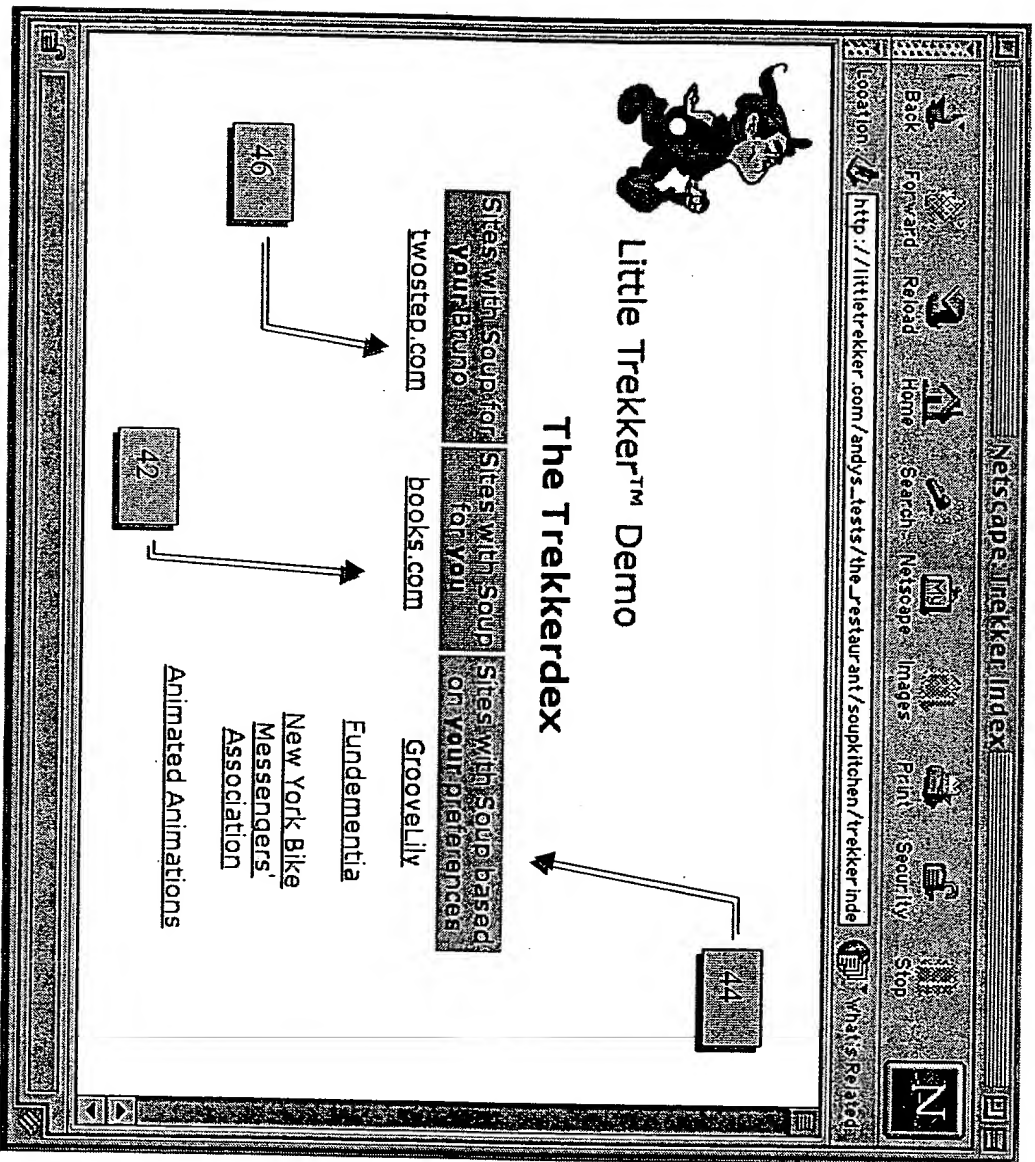 Netscape: Trekker Index
Back Forward Reload Home Search Netscape Images Print Security Stop
Location http://littletrekker.com/andys_tests/the_restaurant/soupkitchen/trekkerinde What's Related
N
Little Trekker™ Demo
The Trekkerdex
44
Sites with Soup for
your Bruno
twostep.com
Sites with Soup
for you
books.com
Sites with Soup based
on your preferences
GrooveLily
Fundementia
New York Bike
Messengers'
Association
Animated Animations
46
42